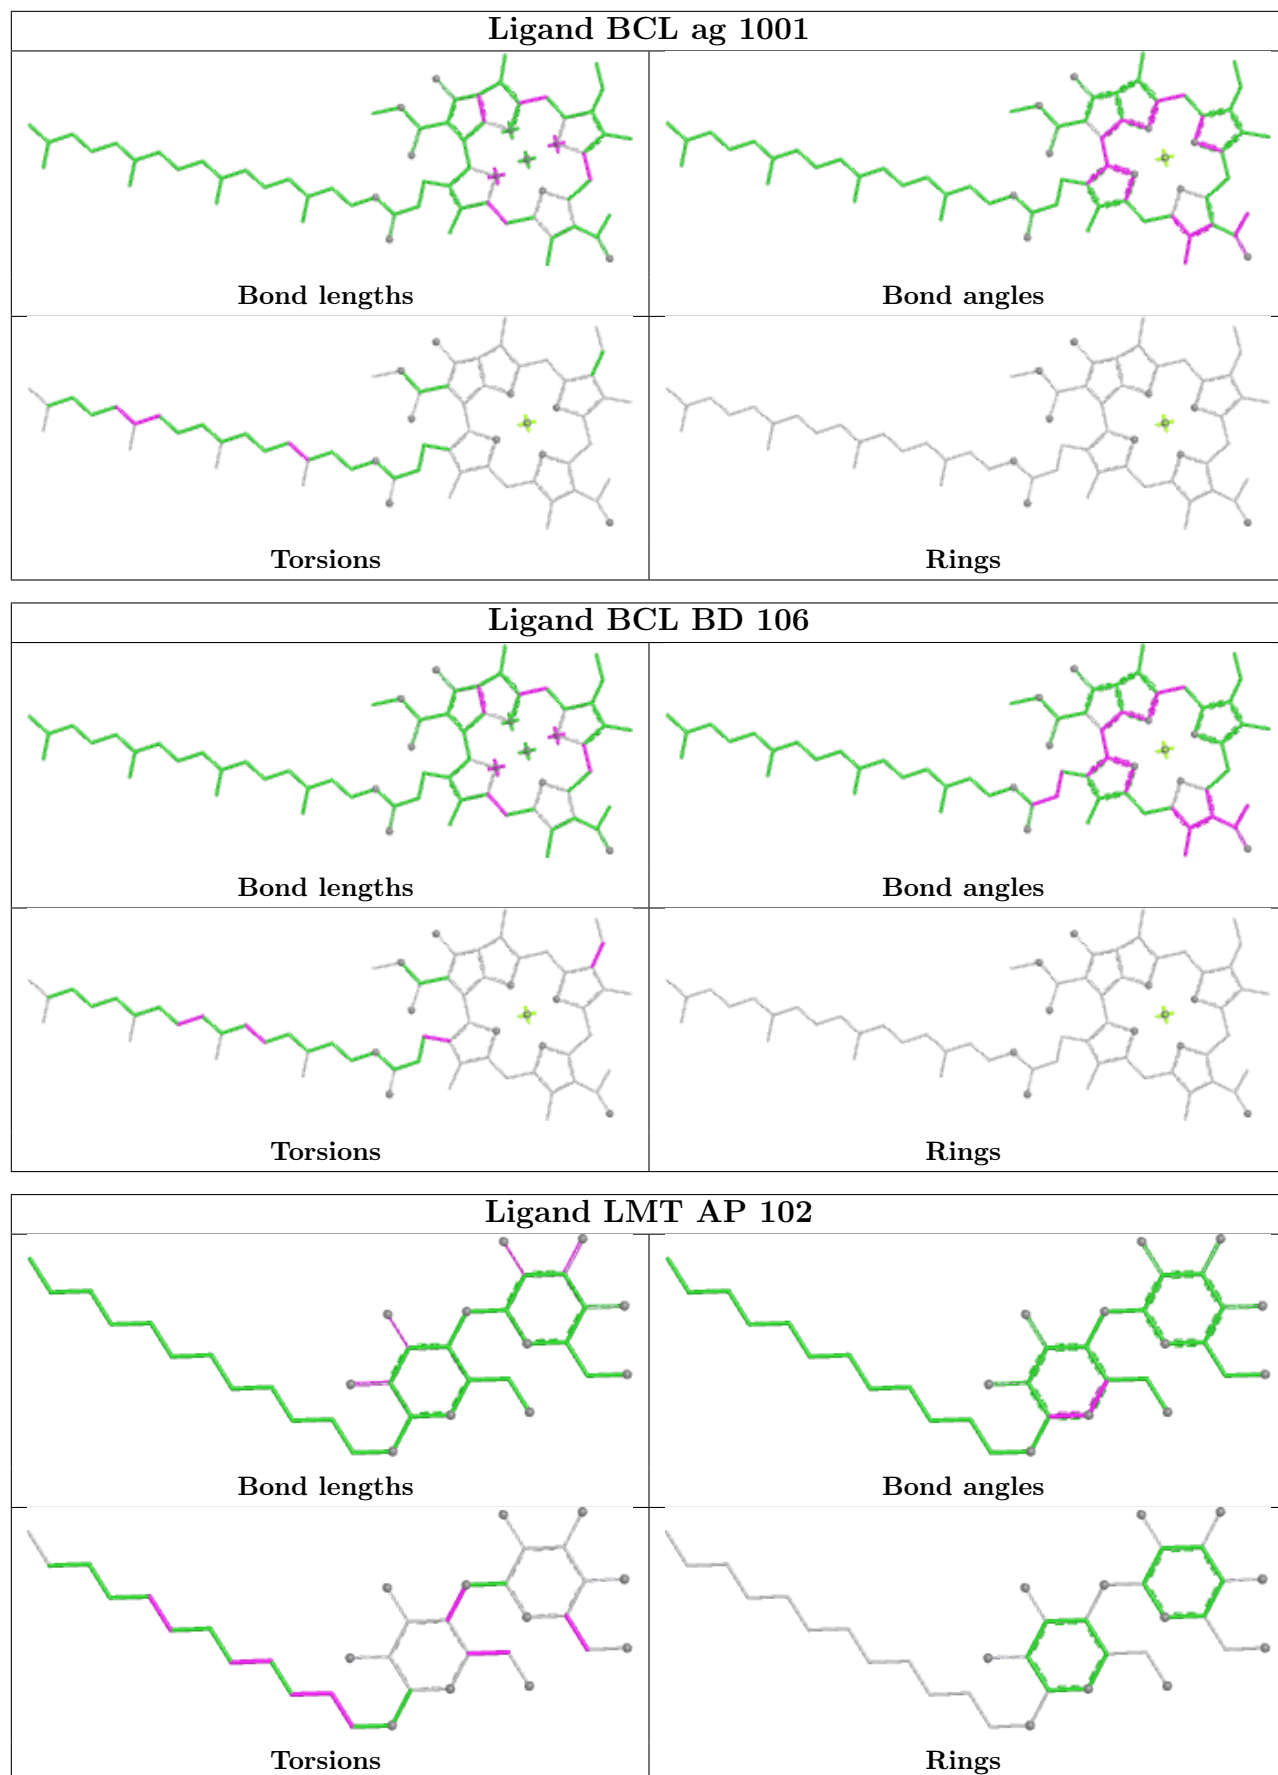 Ligand BCL ag 1001
Bond lengths
Bond angles
Torsions
Rings
Ligand BCL BD 106
Bond lengths
Bond angles
Torsions
Rings
Ligand LMT AP 102
Bond lengths
Bond angles
Torsions
Rings